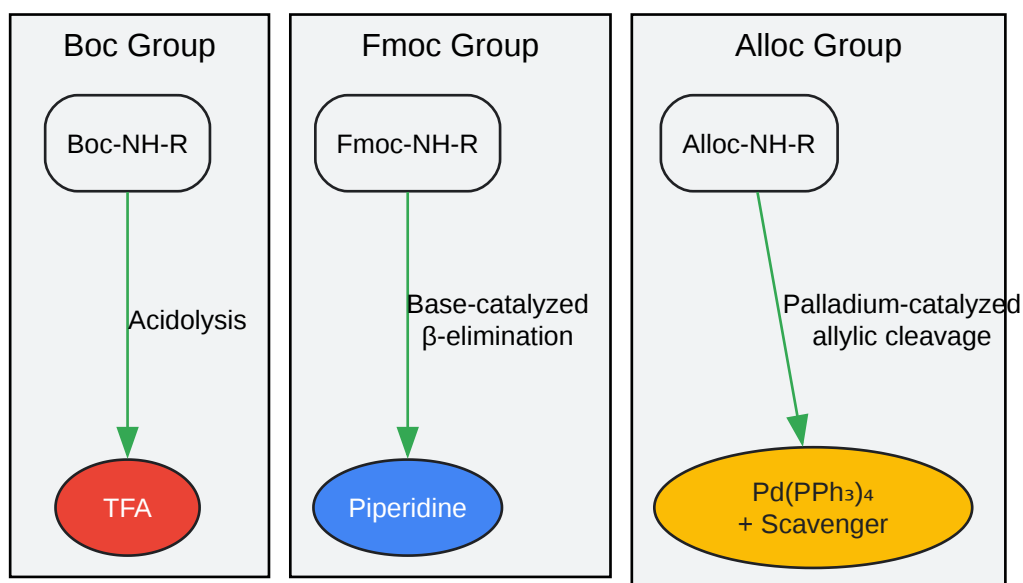 Boc Group
Boc-NH-R
Acidolysis
TFA
Fmoc Group
Fmoc-NH-R
Base-catalyzed
β-elimination
Piperidine
Alloc Group
Alloc-NH-R
Palladium-catalyzed
allylic cleavage
Pd(PPh₃)₄
+ Scavenger